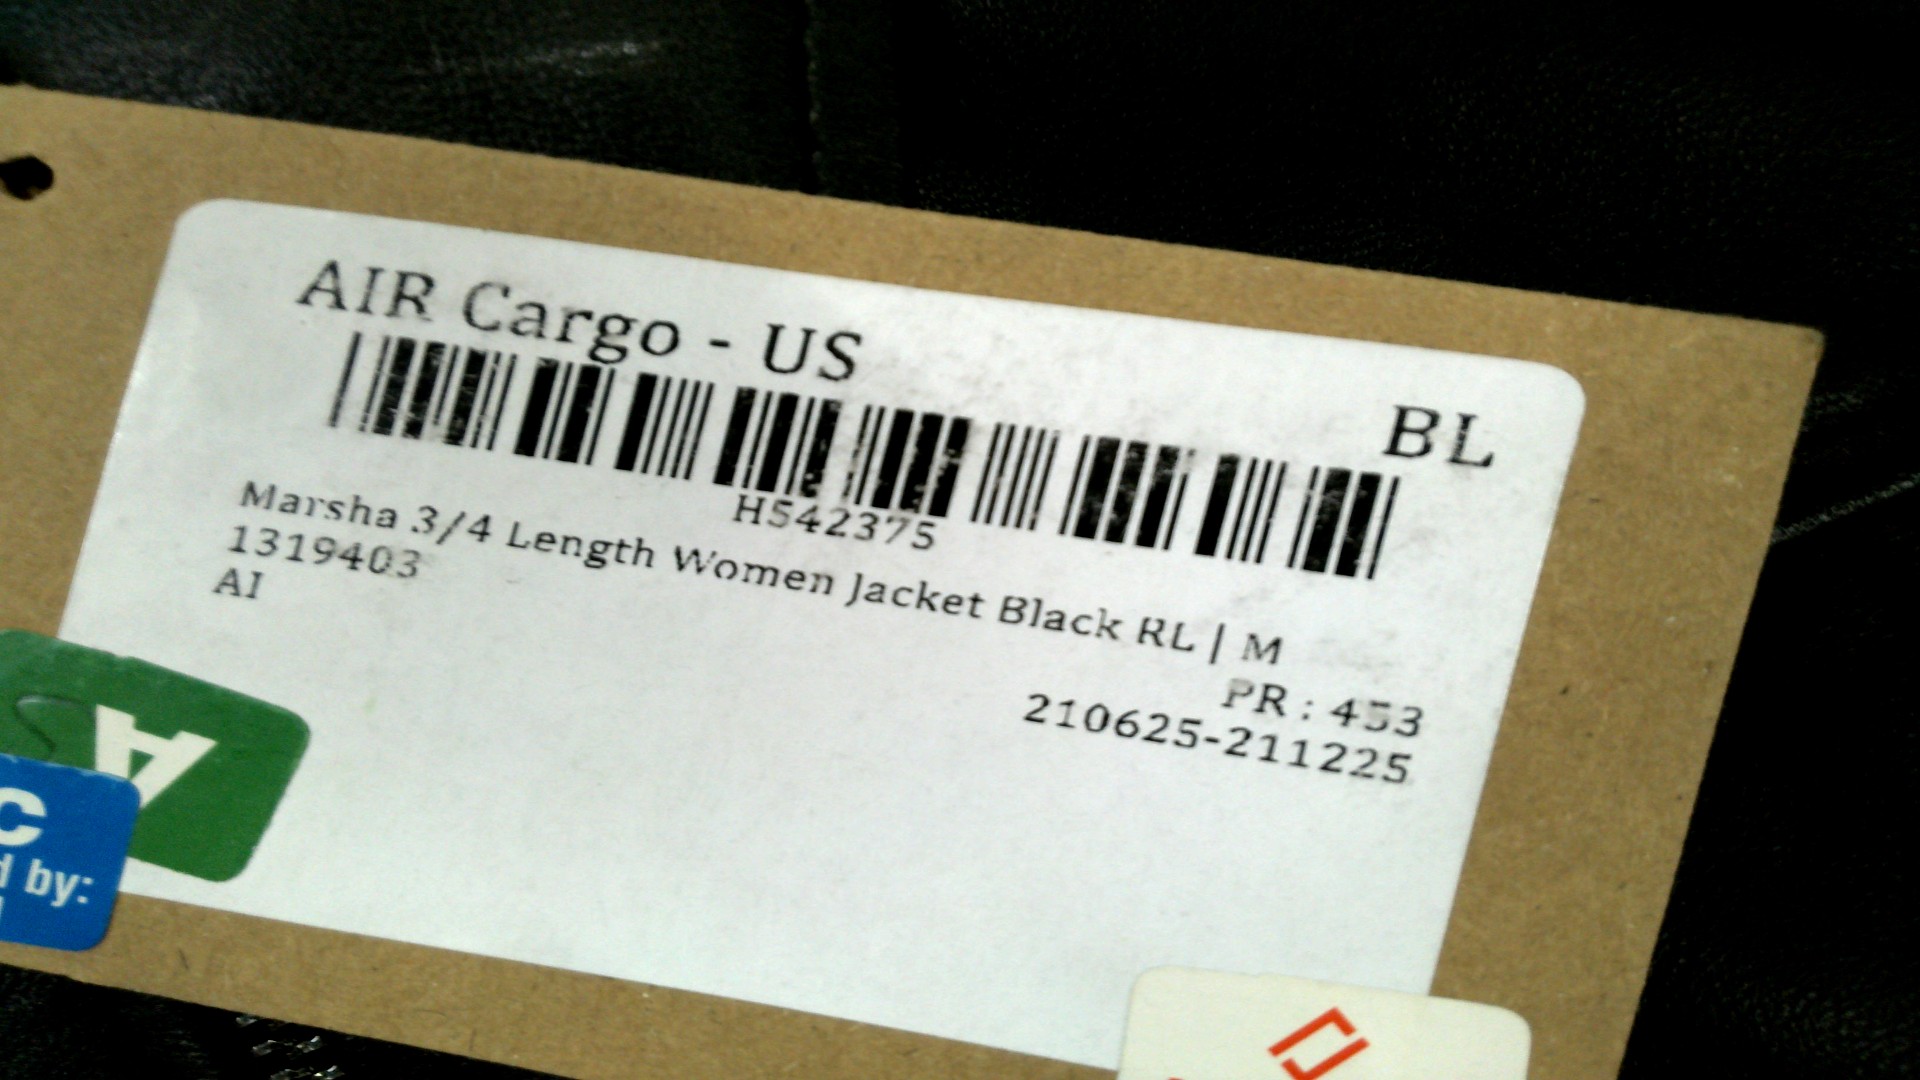 AIR Cargo - US
BL
H542375
Marsha 3/4 Length Women Jacket Black RL | M
1319403
AI
PR : 453
210625-211225
A
C
d by: